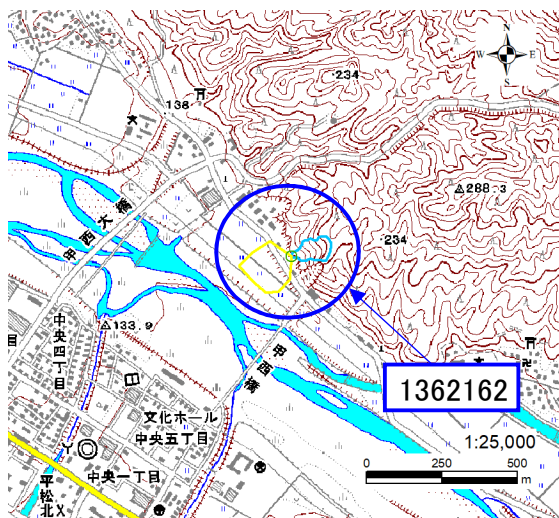 N
W E
S
234
138
288.3
甲西大橋
234
133.9
中央四丁目
甲西橋
1362162
文化ホール
中央五丁目
1:25,000
0 250 500
m
中央一丁目
平松北